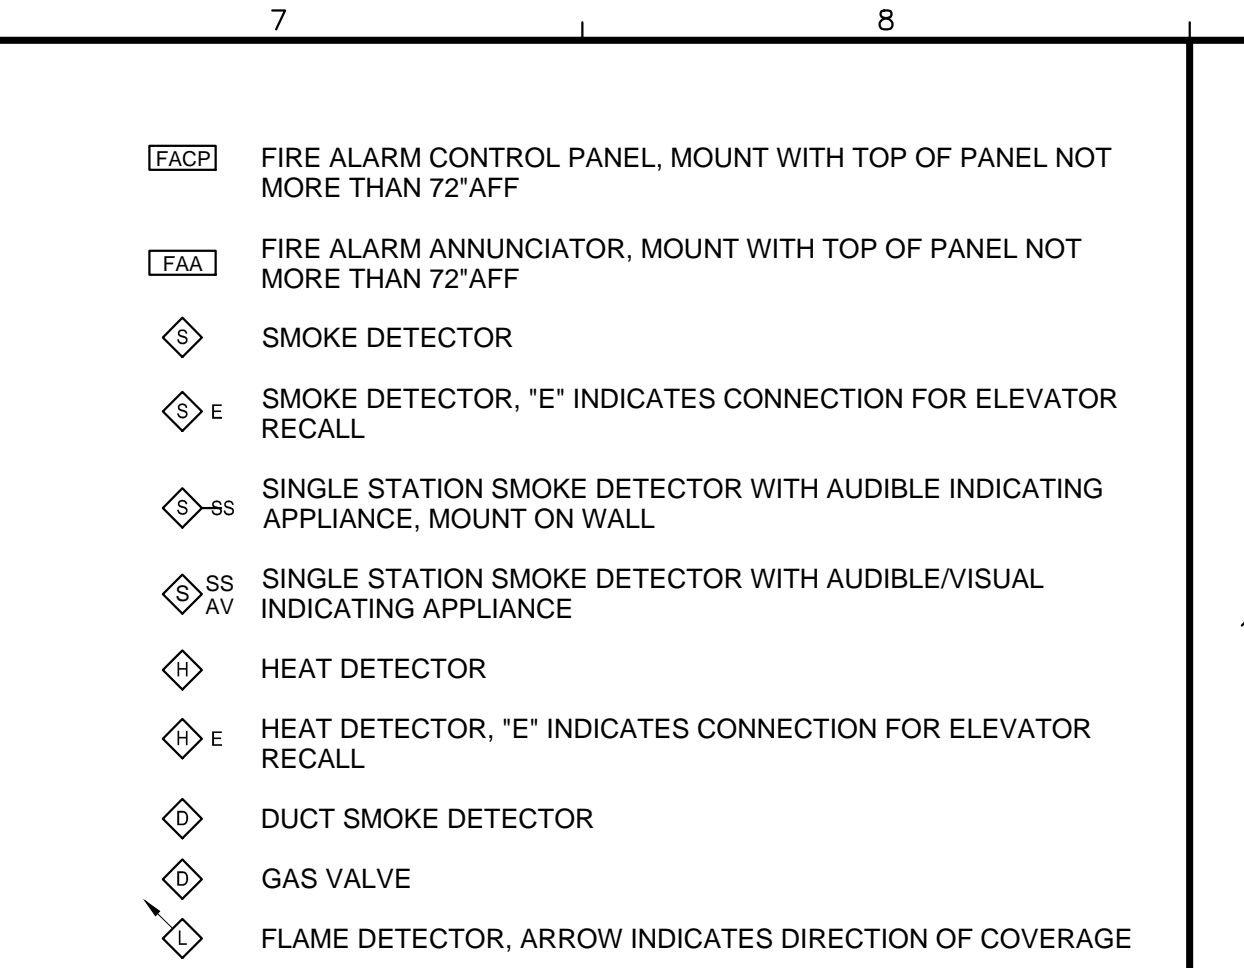 7 8
FACP FIRE ALARM CONTROL PANEL, MOUNT WITH TOP OF PANEL NOT
MORE THAN 72"AFF
FAA FIRE ALARM ANNUNCIATOR, MOUNT WITH TOP OF PANEL NOT
MORE THAN 72"AFF
S SMOKE DETECTOR
S E SMOKE DETECTOR, "E" INDICATES CONNECTION FOR ELEVATOR
RECALL
S SS SINGLE STATION SMOKE DETECTOR WITH AUDIBLE INDICATING
APPLIANCE, MOUNT ON WALL
S SS SINGLE STATION SMOKE DETECTOR WITH AUDIBLE/VISUAL
AV INDICATING APPLIANCE
H HEAT DETECTOR
H E HEAT DETECTOR, "E" INDICATES CONNECTION FOR ELEVATOR
RECALL
D DUCT SMOKE DETECTOR
D GAS VALVE
L FLAME DETECTOR, ARROW INDICATES DIRECTION OF COVERAGE